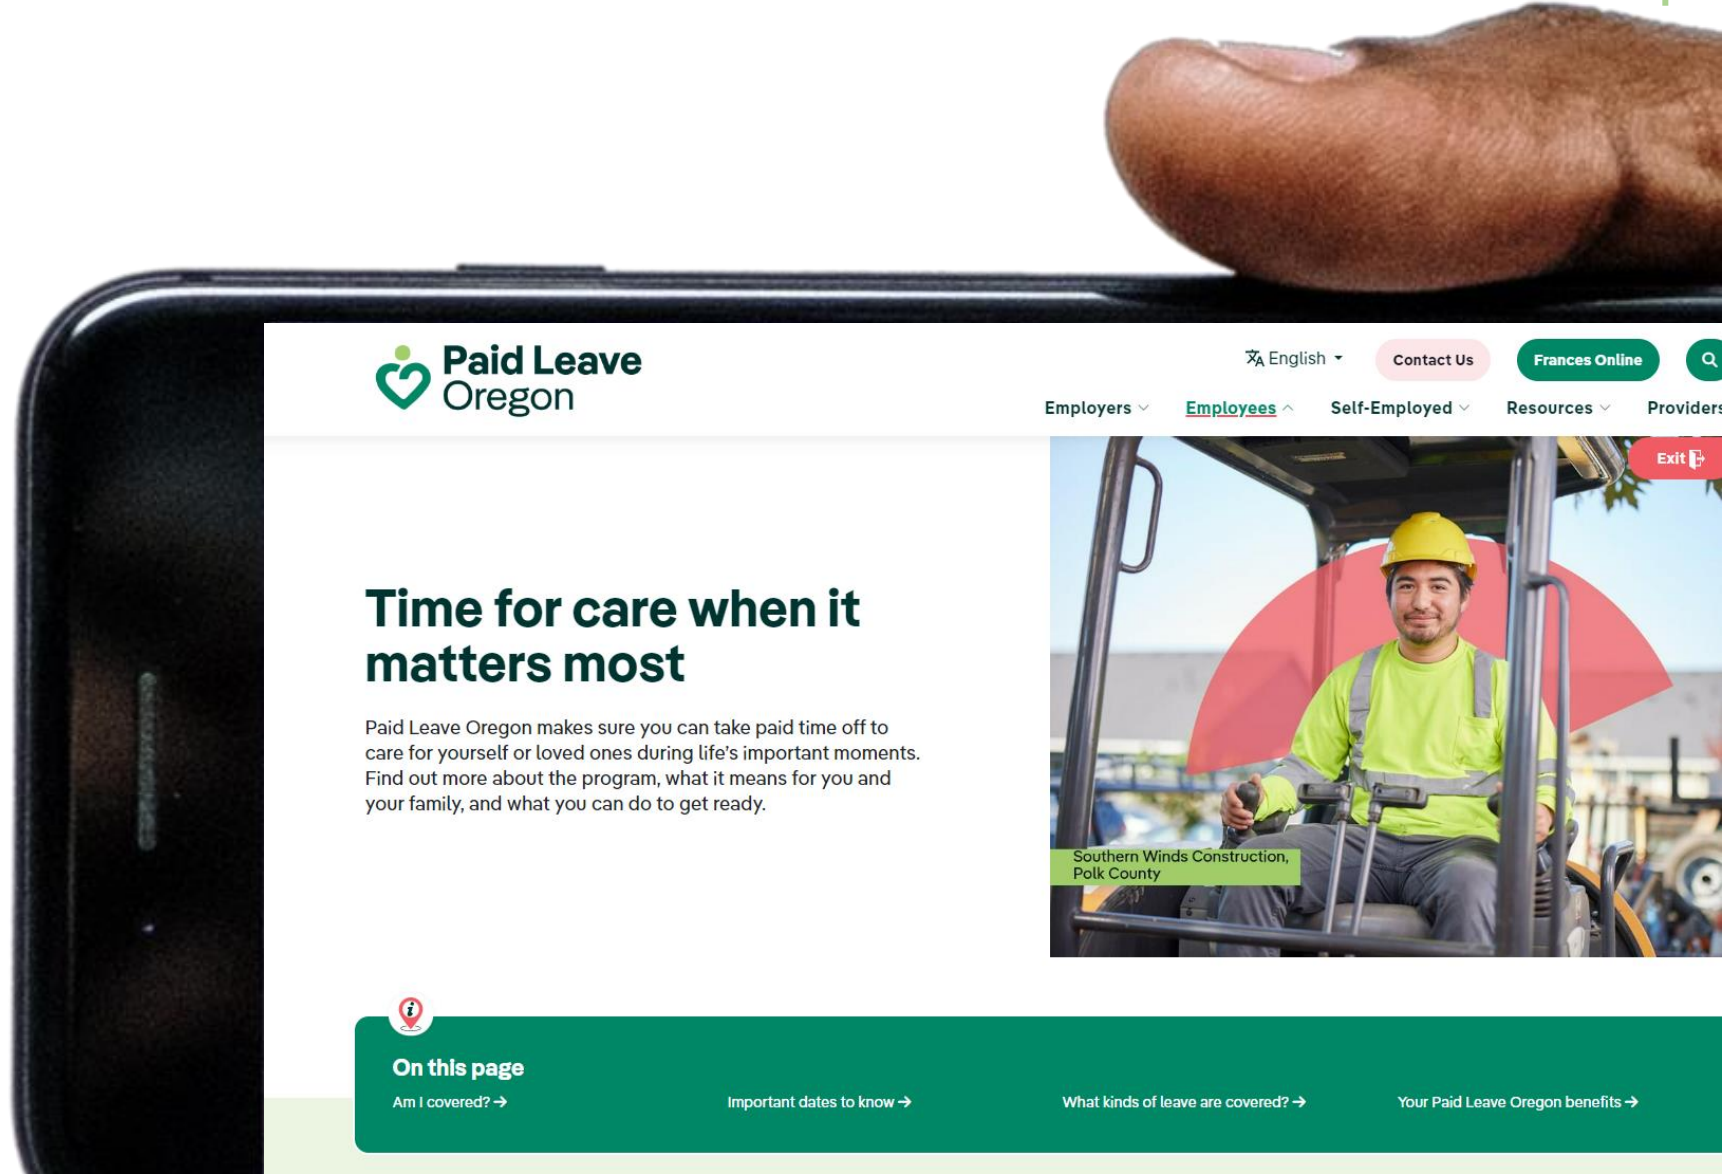 Paid Leave
Oregon
English
Contact Us
Frances Online
Employers
Employees
Self-Employed
Resources
Providers
Exit
Time for care when it
matters most
Paid Leave Oregon makes sure you can take paid time off to
care for yourself or loved ones during life's important moments.
Find out more about the program, what it means for you and
your family, and what you can do to get ready.
Southern Winds Construction,
Polk County
On this page
Am I covered? →
Important dates to know →
What kinds of leave are covered? →
Your Paid Leave Oregon benefits →